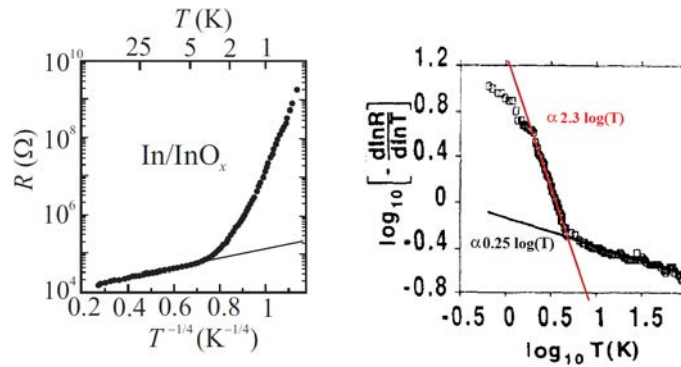 T (K)
25 5 2 1
10^10
10^8
10^6
10^4
R (Ω)
In/InOₓ
0.2 0.4 0.6 0.8 1
T^-1/4 (K^-1/4)
1.2
0.8
0.4
0
-0.4
-0.8
log₁₀ [- dlnR/dlnT]
α 2.3 log(T)
α 0.25 log(T)
-0.5 0 0.5 1 1.5
log₁₀ T(K)